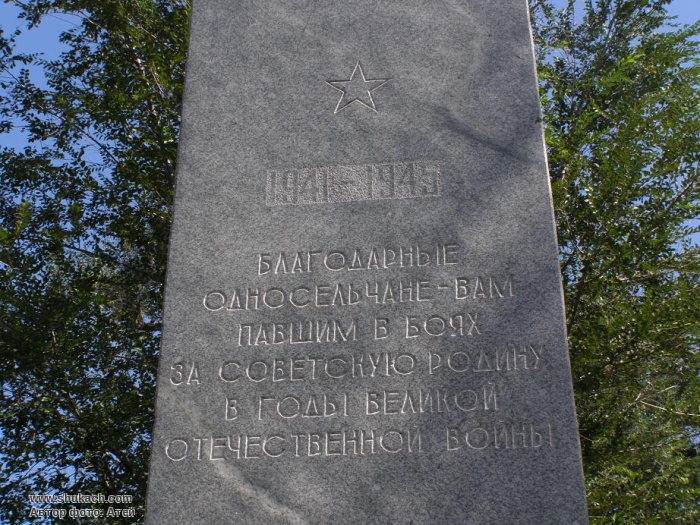 1941-1945
БЛАГОДАРНЫЕ
ОДНОСЕЛЬЧАНЕ-ВАМ
ПАВШИМ В БОЯХ
ЗА СОВЕТСКУЮ РОДИНУ
В ГОДЫ ВЕЛИКОЙ
ОТЕЧЕСТВЕННОЙ ВОЙНЫ
www.shukach.com
Автор фото: Атей